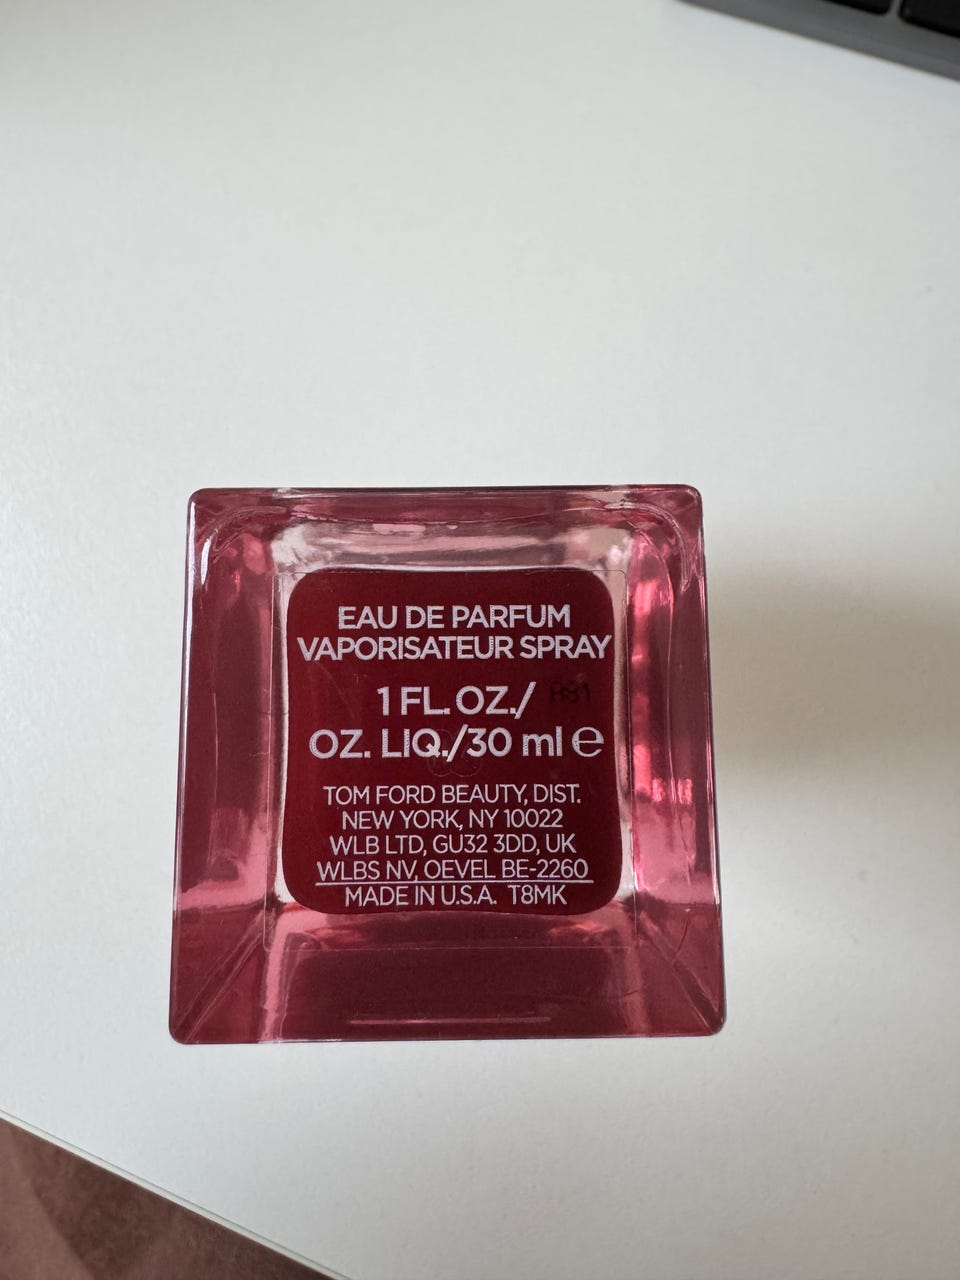 EAU DE PARFUM
VAPORISATEUR SPRAY
1 FL. OZ./
OZ. LIQ./30 ml e
TOM FORD BEAUTY, DIST.
NEW YORK, NY 10022
WLB LTD, GU32 3DD, UK
WLBS NV, OEVEL BE-2260
MADE IN U.S.A. T8MK